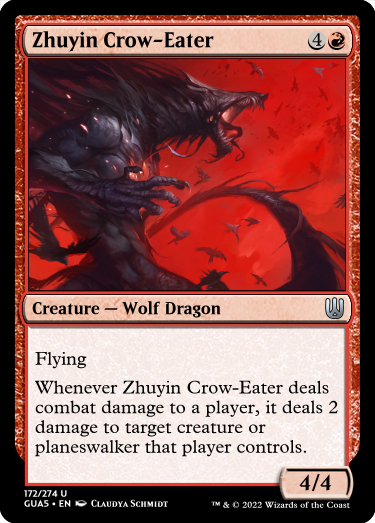 Zhuyin Crow-Eater 4
Creature — Wolf Dragon
Flying
Whenever Zhuyin Crow-Eater deals
combat damage to a player, it deals 2
damage to target creature or
planeswalker that player controls.
4/4
172/274 U
GUA5 • EN Claudya Schmidt
™ & © 2022 Wizards of the Coast